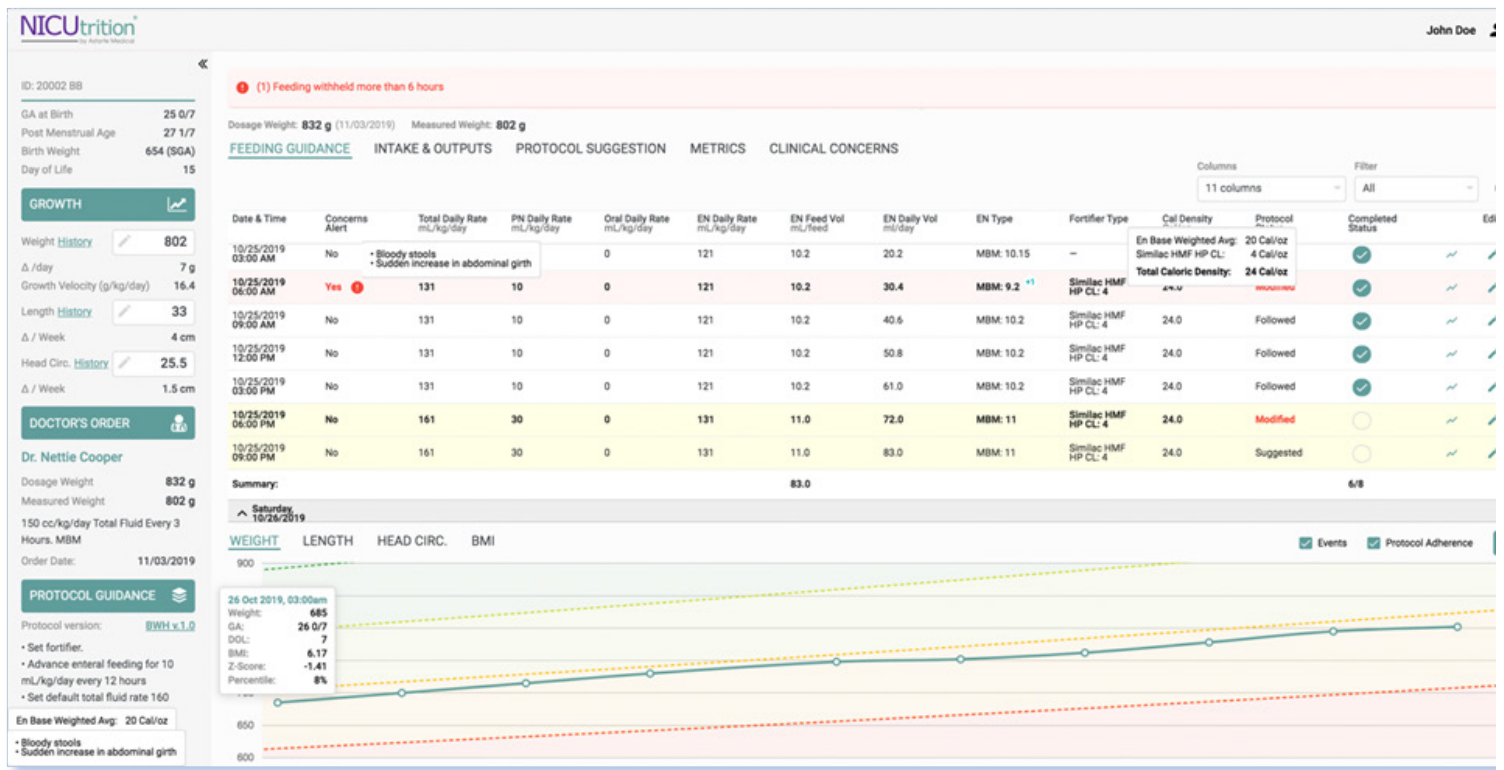 NICUtrition
by Astarte Medical
John Doe
«
ID: 20002 BB
GA at Birth 25 0/7
Post Menstrual Age 27 1/7
Birth Weight 654 (SGA)
Day of Life 15
GROWTH
Weight History 802
Δ /day 7 g
Growth Velocity (g/kg/day) 16.4
Length History 33
Δ / Week 4 cm
Head Circ. History 25.5
Δ / Week 1.5 cm
DOCTOR'S ORDER
Dr. Nettie Cooper
Dosage Weight 832 g
Measured Weight 802 g
150 cc/kg/day Total Fluid Every 3
Hours. MBM
Order Date: 11/03/2019
PROTOCOL GUIDANCE
Protocol version: BWH v.1.0
• Set fortifier.
• Advance enteral feeding for 10
mL/kg/day every 12 hours
• Set default total fluid rate 160
En Base Weighted Avg: 20 Cal/oz
• Bloody stools
• Sudden increase in abdominal girth
(1) Feeding withheld more than 6 hours
Dosage Weight: 832 g (11/03/2019) Measured Weight: 802 g
FEEDING GUIDANCE INTAKE & OUTPUTS PROTOCOL SUGGESTION METRICS CLINICAL CONCERNS
Columns Filter
11 columns All
Date & Time Concerns Alert Total Daily Rate mL/kg/day PN Daily Rate mL/kg/day Oral Daily Rate mL/kg/day EN Daily Rate mL/kg/day EN Feed Vol mL/feed EN Daily Vol ml/day EN Type Fortifier Type Cal Density Protocol Completed Status Edi
10/25/2019 03:00 AM No 0 121 10.2 20.2 MBM: 10.15 –
• Bloody stools
• Sudden increase in abdominal girth
En Base Weighted Avg: 20 Cal/oz
Similac HMF HP CL: 4 Cal/oz
Total Caloric Density: 24 Cal/oz
10/25/2019 06:00 AM Yes 131 10 0 121 10.2 30.4 MBM: 9.2 +1 Similac HMF HP CL: 4 24.0 Modified
10/25/2019 09:00 AM No 131 10 0 121 10.2 40.6 MBM: 10.2 Similac HMF HP CL: 4 24.0 Followed
10/25/2019 12:00 PM No 131 10 0 121 10.2 50.8 MBM: 10.2 Similac HMF HP CL: 4 24.0 Followed
10/25/2019 03:00 PM No 131 10 0 121 10.2 61.0 MBM: 10.2 Similac HMF HP CL: 4 24.0 Followed
10/25/2019 06:00 PM No 161 30 0 131 11.0 72.0 MBM: 11 Similac HMF HP CL: 4 24.0 Modified
10/25/2019 09:00 PM No 161 30 0 131 11.0 83.0 MBM: 11 Similac HMF HP CL: 4 24.0 Suggested
Summary: 83.0 6/8
Saturday,
10/26/2019
WEIGHT LENGTH HEAD CIRC. BMI Events Protocol Adherence
900
26 Oct 2019, 03:00am
Weight: 685
GA: 26 0/7
DOL: 7
BMI: 6.17
Z-Score: -1.41
Percentile: 8%
650
600